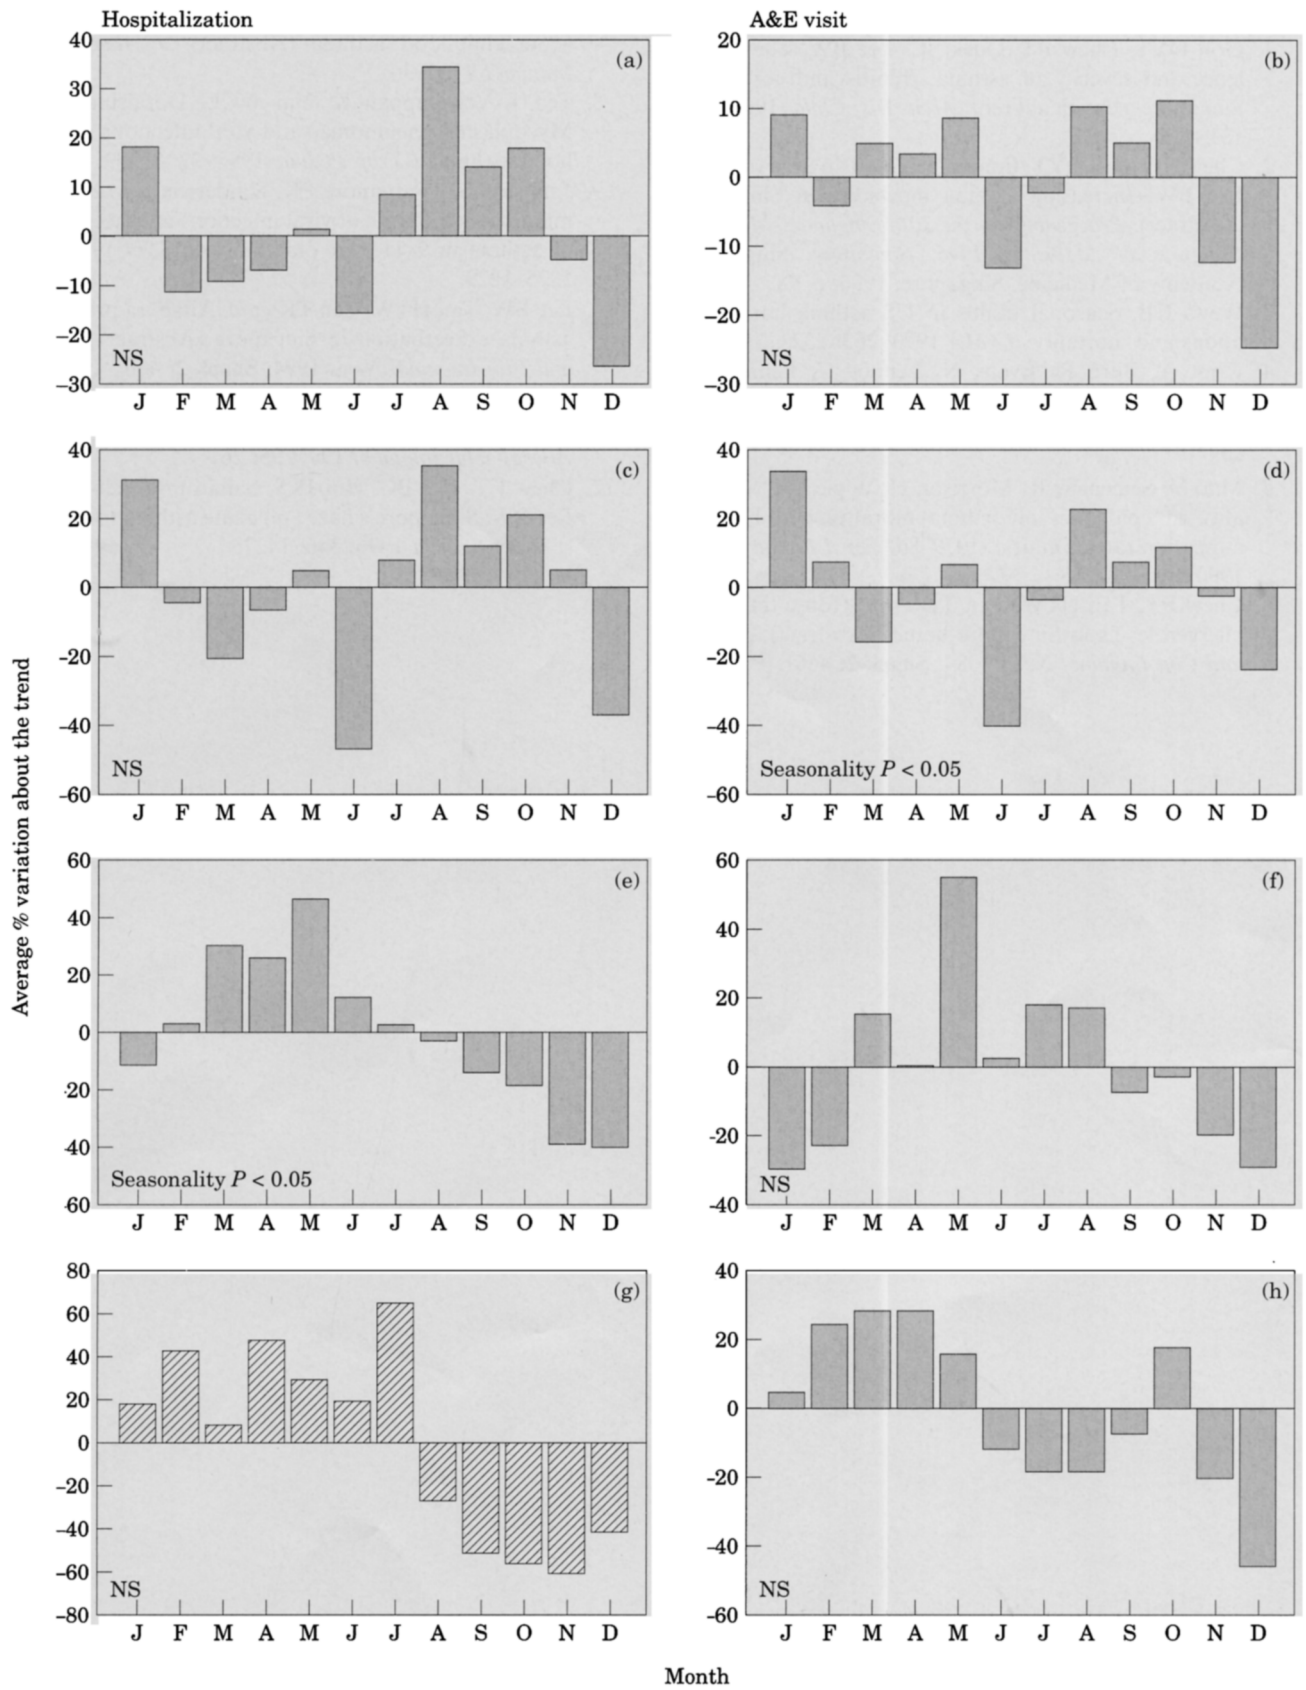 Hospitalization
40
30
20
10
0
–10
–20
–30
(a)
NS
J F M A M J J A S O N D
A&E visit
20
10
0
–10
–20
–30
(b)
NS
J F M A M J J A S O N D
40
20
0
–20
–40
–60
(c)
NS
J F M A M J J A S O N D
40
20
0
–20
–40
–60
(d)
Seasonality P < 0.05
J F M A M J J A S O N D
Average % variation about the trend
60
40
20
0
-20
–40
-60
(e)
Seasonality P < 0.05
J F M A M J J A S O N D
60
40
20
0
-20
–40
(f)
NS
J F M A M J J A S O N D
80
60
40
20
0
–20
–40
–60
–80
(g)
NS
J F M A M J J A S O N D
40
20
0
–20
–40
–60
(h)
NS
J F M A M J J A S O N D
Month